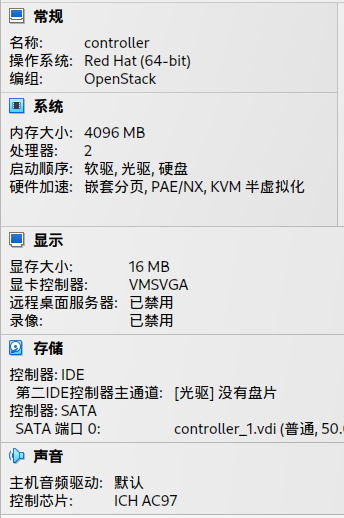 常规
名称: controller
操作系统: Red Hat (64-bit)
编组: OpenStack
系统
内存大小: 4096 MB
处理器: 2
启动顺序: 软驱, 光驱, 硬盘
硬件加速: 嵌套分页, PAE/NX, KVM 半虚拟化
显示
显存大小: 16 MB
显卡控制器: VMSVGA
远程桌面服务器: 已禁用
录像: 已禁用
存储
控制器: IDE
第二IDE控制器主通道: [光驱] 没有盘片
控制器: SATA
SATA 端口 0: controller_1.vdi (普通, 50.
声音
主机音频驱动: 默认
控制芯片: ICH AC97